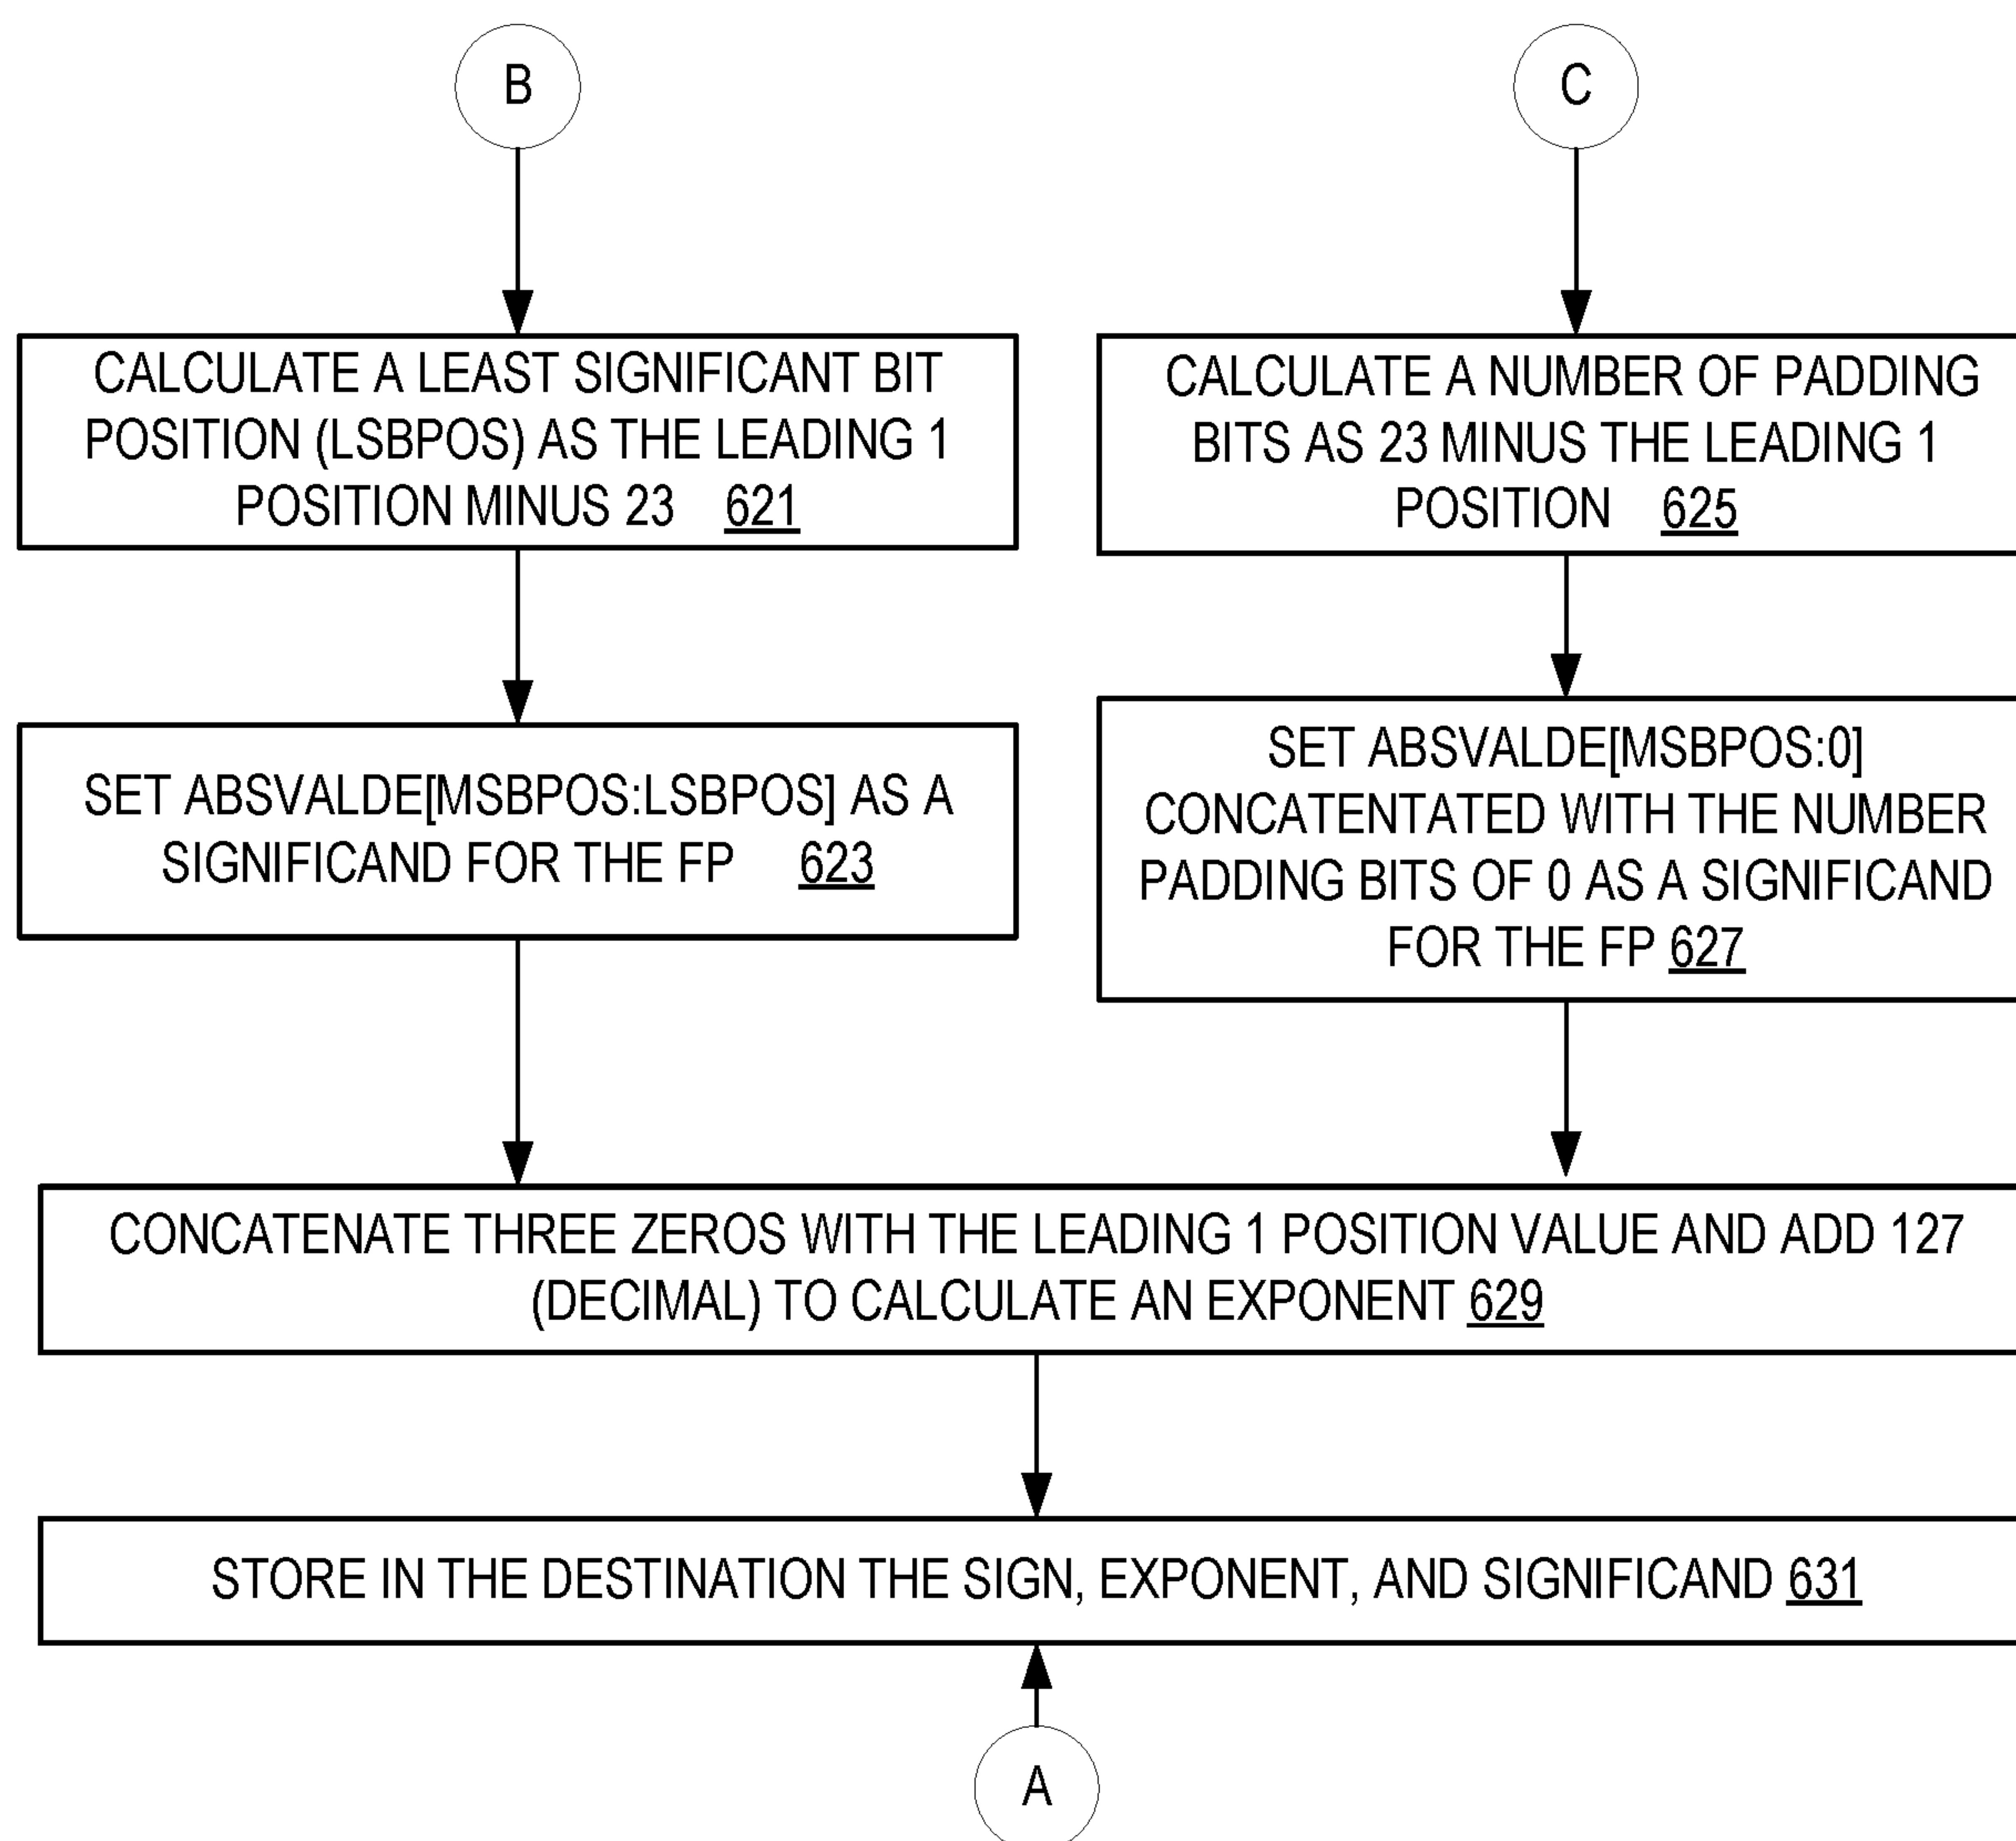 B
C
CALCULATE A LEAST SIGNIFICANT BIT
POSITION (LSBPOS) AS THE LEADING 1
POSITION MINUS 23 621
CALCULATE A NUMBER OF PADDING
BITS AS 23 MINUS THE LEADING 1
POSITION 625
SET ABSVALDE[MSBPOS:LSBPOS] AS A
SIGNIFICAND FOR THE FP 623
SET ABSVALDE[MSBPOS:0]
CONCATENTATED WITH THE NUMBER
PADDING BITS OF 0 AS A SIGNIFICAND
FOR THE FP 627
CONCATENATE THREE ZEROS WITH THE LEADING 1 POSITION VALUE AND ADD 127
(DECIMAL) TO CALCULATE AN EXPONENT 629
STORE IN THE DESTINATION THE SIGN, EXPONENT, AND SIGNIFICAND 631
A